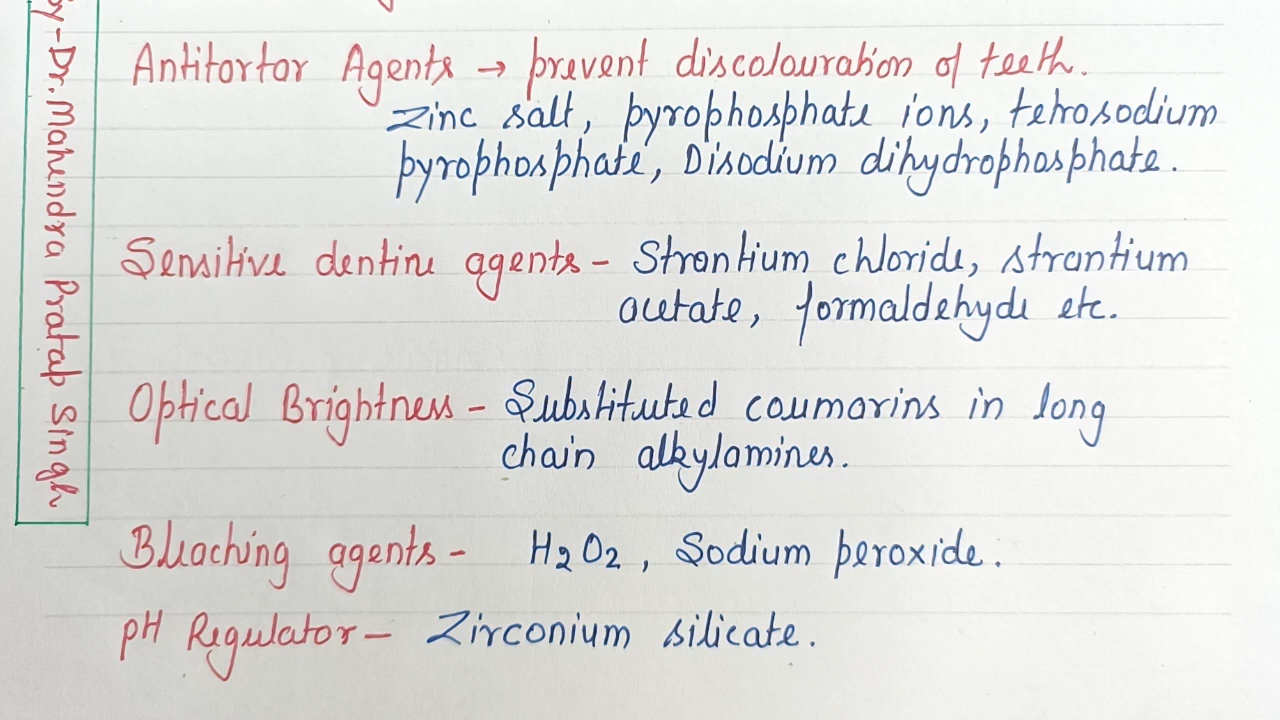 by-Dr. Mahendra Pratap Singh
Antitortor Agents → prevent discolouration of teeth.
Zinc salt, pyrophosphate ions, tetrosodium
pyrophosphate, Disodium dihydrophosphate.
Sensitive dentine agents - Strontium chloride, strontium
acetate, formaldehyde etc.
Optical Brightness - Substituted coumarins in long
chain alkylamines.
Bleaching agents - H2O2, Sodium peroxide.
pH Regulator - Zirconium silicate.